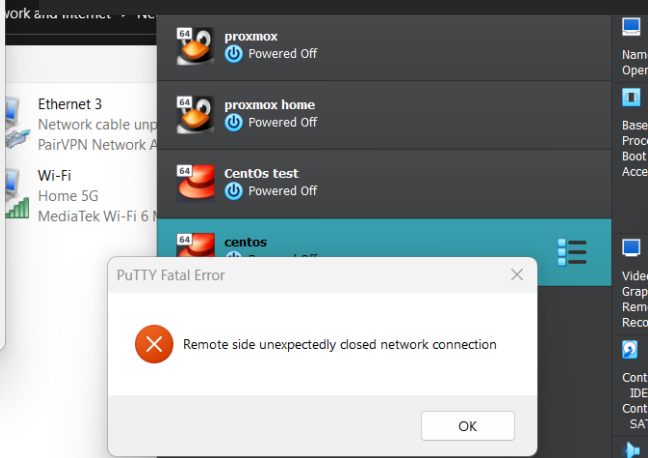 work and Internet > Ne
Ethernet 3
Network cable unp
PairVPN Network A
Wi-Fi
Home 5G
MediaTek Wi-Fi 6 M
64
proxmox
Powered Off
64
proxmox home
Powered Off
64
CentOs test
Powered Off
64
centos
Powered Off
Nam
Oper
Base
Proc
Boot
Acce
Vide
Grap
Rem
Reco
Cont
IDE
Cont
SAT
PuTTY Fatal Error
Remote side unexpectedly closed network connection
OK